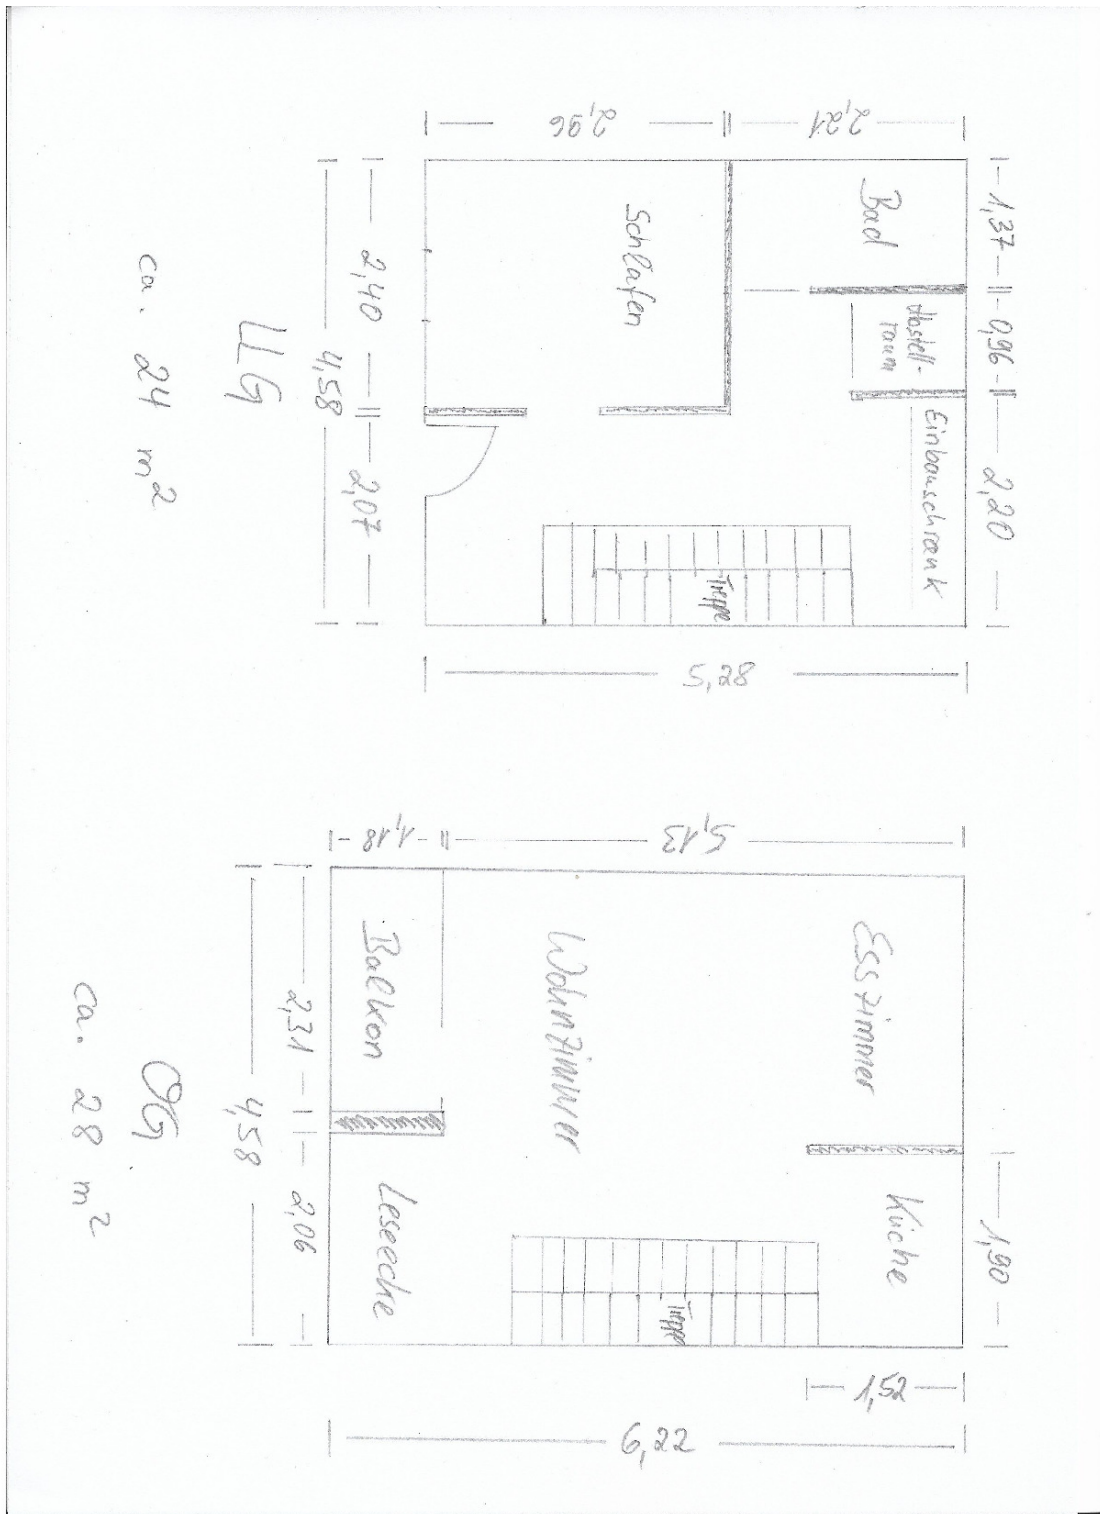 2,96
2,21
Schlafen
Bad
1,37
Abstell-
raum
0,96
Einbauschrank
2,20
Treppe
2,40
2,07
4,58
5,28
UG
ca. 24 m²
1,18
5,13
Balkon
Wohnzimmer
Esszimmer
Leseecke
Küche
Treppe
2,31
2,06
4,58
1,90
1,52
6,22
OG
ca. 28 m²